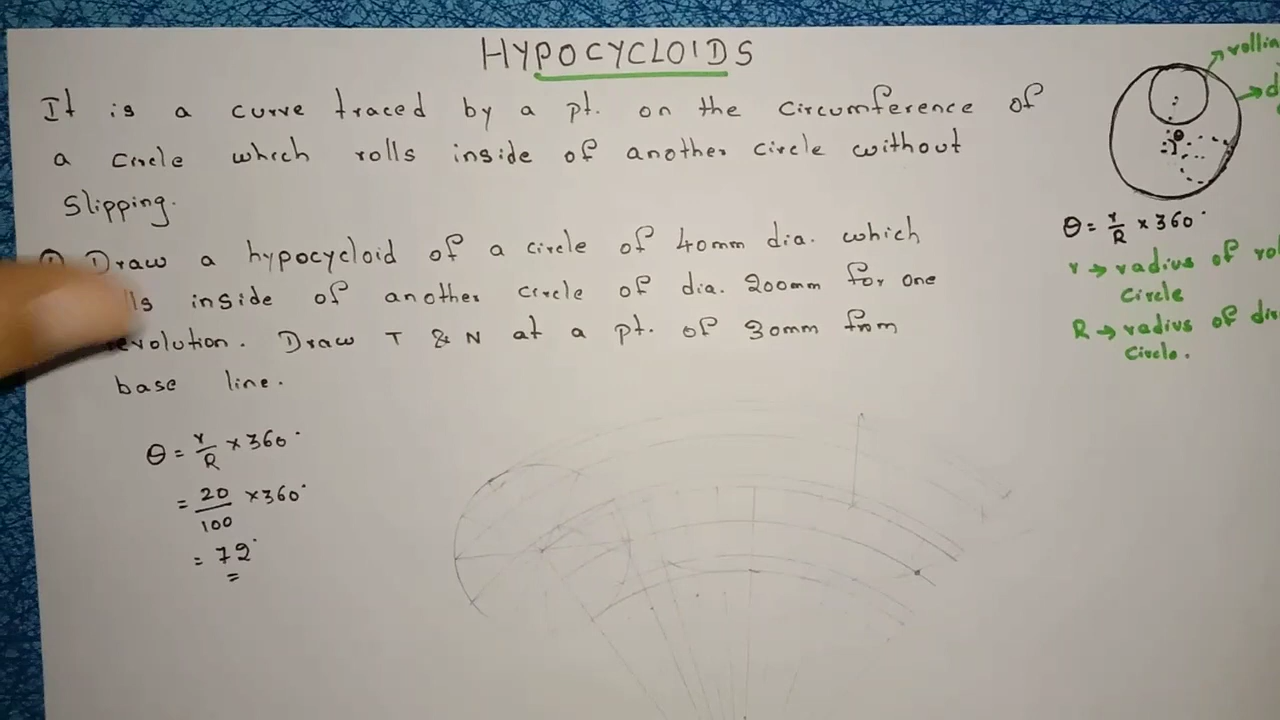 HYPOCYCLOIDS
It is a curve traced by a pt. on the circumference of
a circle which rolls inside of another circle without
slipping.
Draw a hypocycloid of a circle of 40mm dia. which
inside of another circle of dia. 200mm for one
revolution. Draw T & N at a pt. of 30mm from
base line.
θ = r/R × 360°
= 20/100 × 360°
= 72°
θ = r/R × 360°
r → radius of
circle
R → radius of
circle.